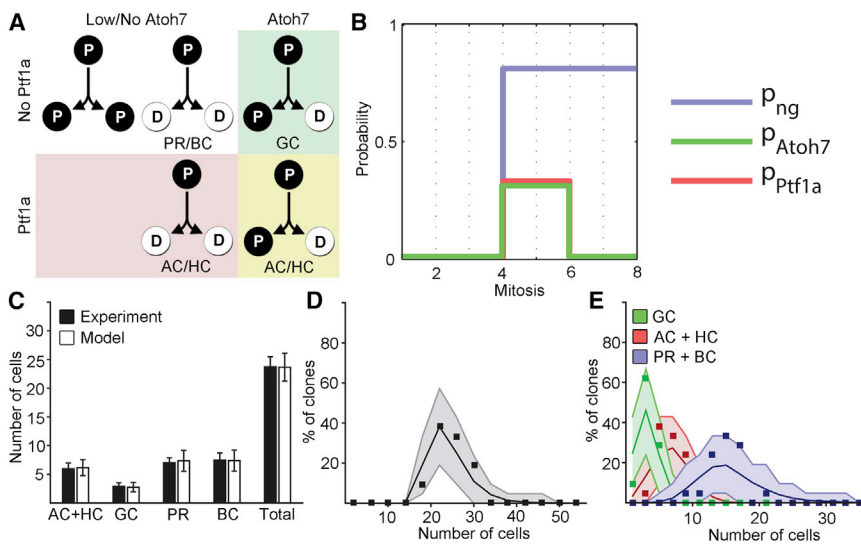 A
Low/No Atoh7
Atoh7
No Ptf1a
P
P
P
P
P
D
D
P
D
PR/BC
GC
Ptf1a
P
P
D
D
P
D
AC/HC
AC/HC
B
1
0.5
0
Probability
2
4
6
8
Mitosis
png
pAtoh7
pPtf1a
C
Experiment
Model
Number of cells
30
25
20
15
10
5
AC+HC
GC
PR
BC
Total
D
% of clones
80
60
40
20
10
20
30
40
50
Number of cells
E
GC
AC + HC
PR + BC
% of clones
80
60
40
20
10
20
30
Number of cells